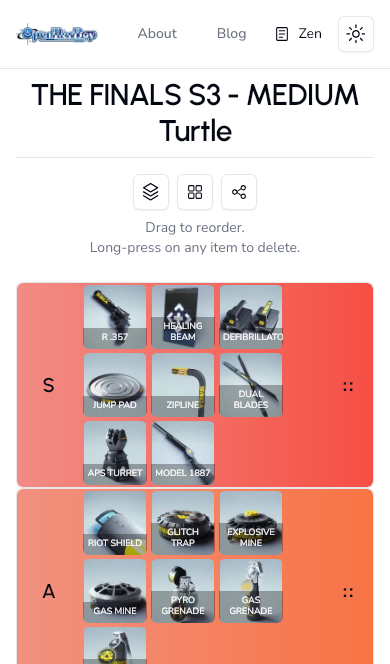 OpenTierBoy
About
Blog
Zen
THE FINALS S3 - MEDIUM
Turtle
Drag to reorder.
Long-press on any item to delete.
S
R .357
HEALING
BEAM
DEFIBRILLATO
JUMP PAD
ZIPLINE
DUAL
BLADES
APS TURRET
MODEL 1887
A
RIOT SHIELD
GLITCH
TRAP
EXPLOSIVE
MINE
GAS MINE
PYRO
GRENADE
GAS
GRENADE